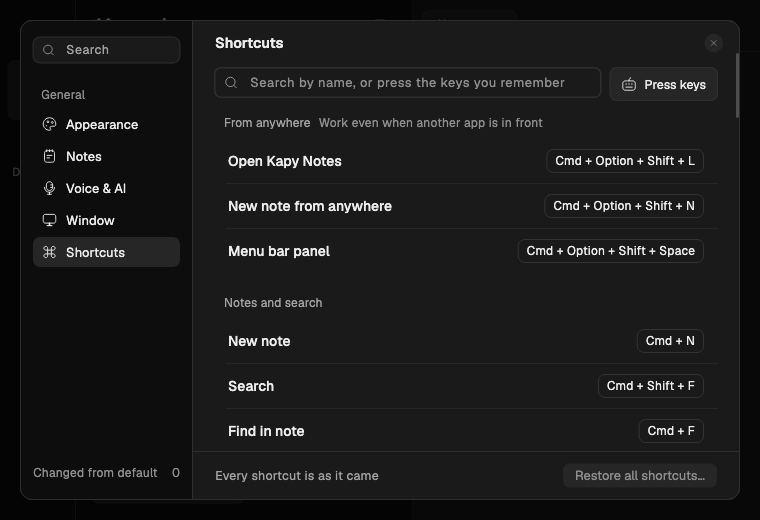 Search
General
Appearance
Notes
Voice & AI
Window
Shortcuts
Changed from default 0
Shortcuts
Search by name, or press the keys you remember
Press keys
From anywhere Work even when another app is in front
Open Kapy Notes Cmd + Option + Shift + L
New note from anywhere Cmd + Option + Shift + N
Menu bar panel Cmd + Option + Shift + Space
Notes and search
New note Cmd + N
Search Cmd + Shift + F
Find in note Cmd + F
Every shortcut is as it came
Restore all shortcuts...